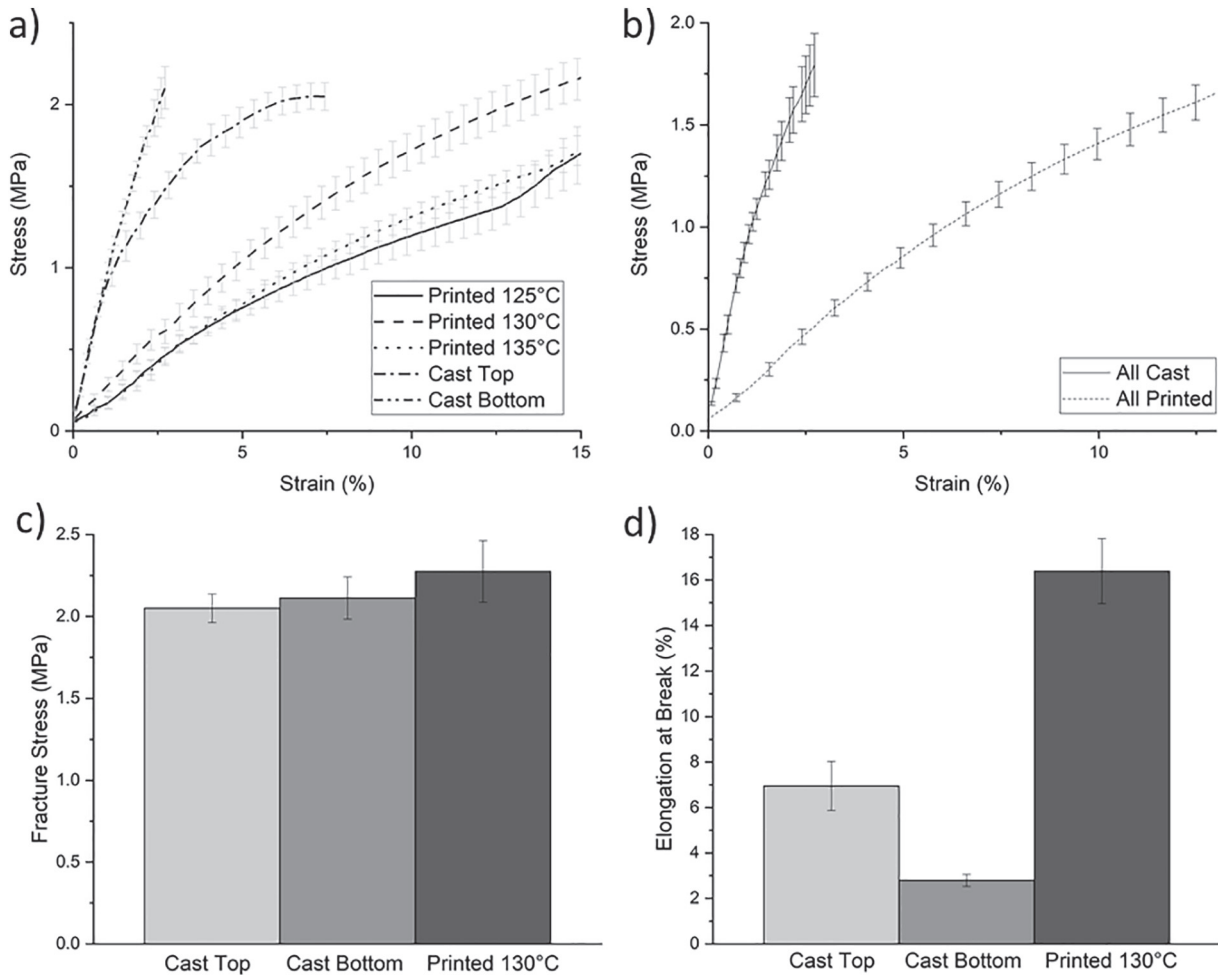 a)
Stress (MPa)
2
1
0
0
5
10
15
Strain (%)
Printed 125°C
Printed 130°C
Printed 135°C
Cast Top
Cast Bottom
b)
Stress (MPa)
2.0
1.5
1.0
0.5
0.0
0
5
10
Strain (%)
All Cast
All Printed
c)
Fracture Stress (MPa)
2.5
2.0
1.5
1.0
0.5
0.0
Cast Top
Cast Bottom
Printed 130°C
d)
Elongation at Break (%)
18
16
14
12
10
8
6
4
2
0
Cast Top
Cast Bottom
Printed 130°C